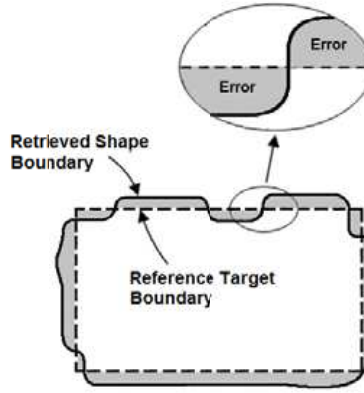 Error
Error
Retrieved Shape
Boundary
Reference Target
Boundary